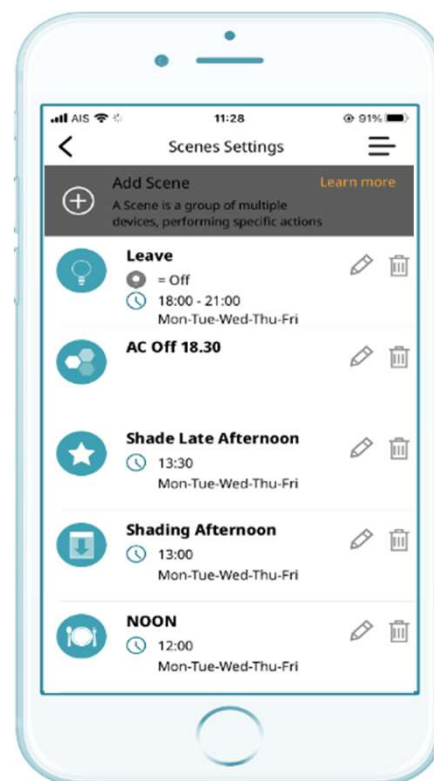 AIS 11:28 91%
Scenes Settings
Add Scene Learn more
A Scene is a group of multiple
devices, performing specific actions
Leave
= Off
18:00 - 21:00
Mon-Tue-Wed-Thu-Fri
AC Off 18.30
Shade Late Afternoon
13:30
Mon-Tue-Wed-Thu-Fri
Shading Afternoon
13:00
Mon-Tue-Wed-Thu-Fri
NOON
12:00
Mon-Tue-Wed-Thu-Fri